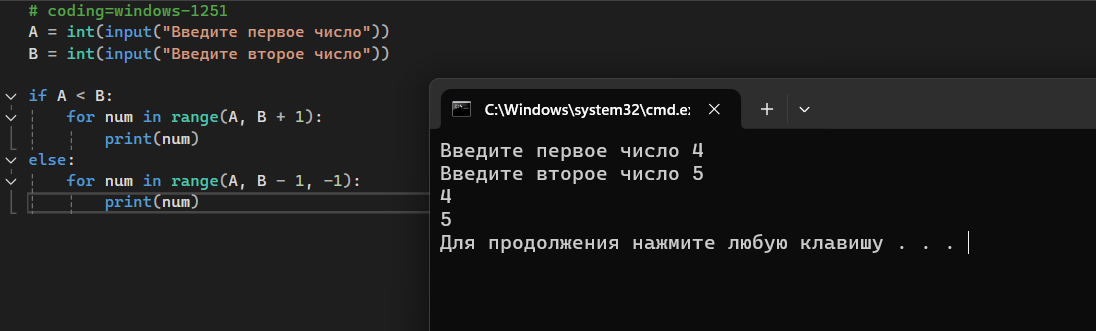 # coding=windows-1251
A = int(input("Введите первое число"))
B = int(input("Введите второе число"))
if A < B:
for num in range(A, B + 1):
print(num)
else:
for num in range(A, B - 1, -1):
print(num)
C:\Windows\system32\cmd.e
Введите первое число 4
Введите второе число 5
4
5
Для продолжения нажмите любую клавишу . . .